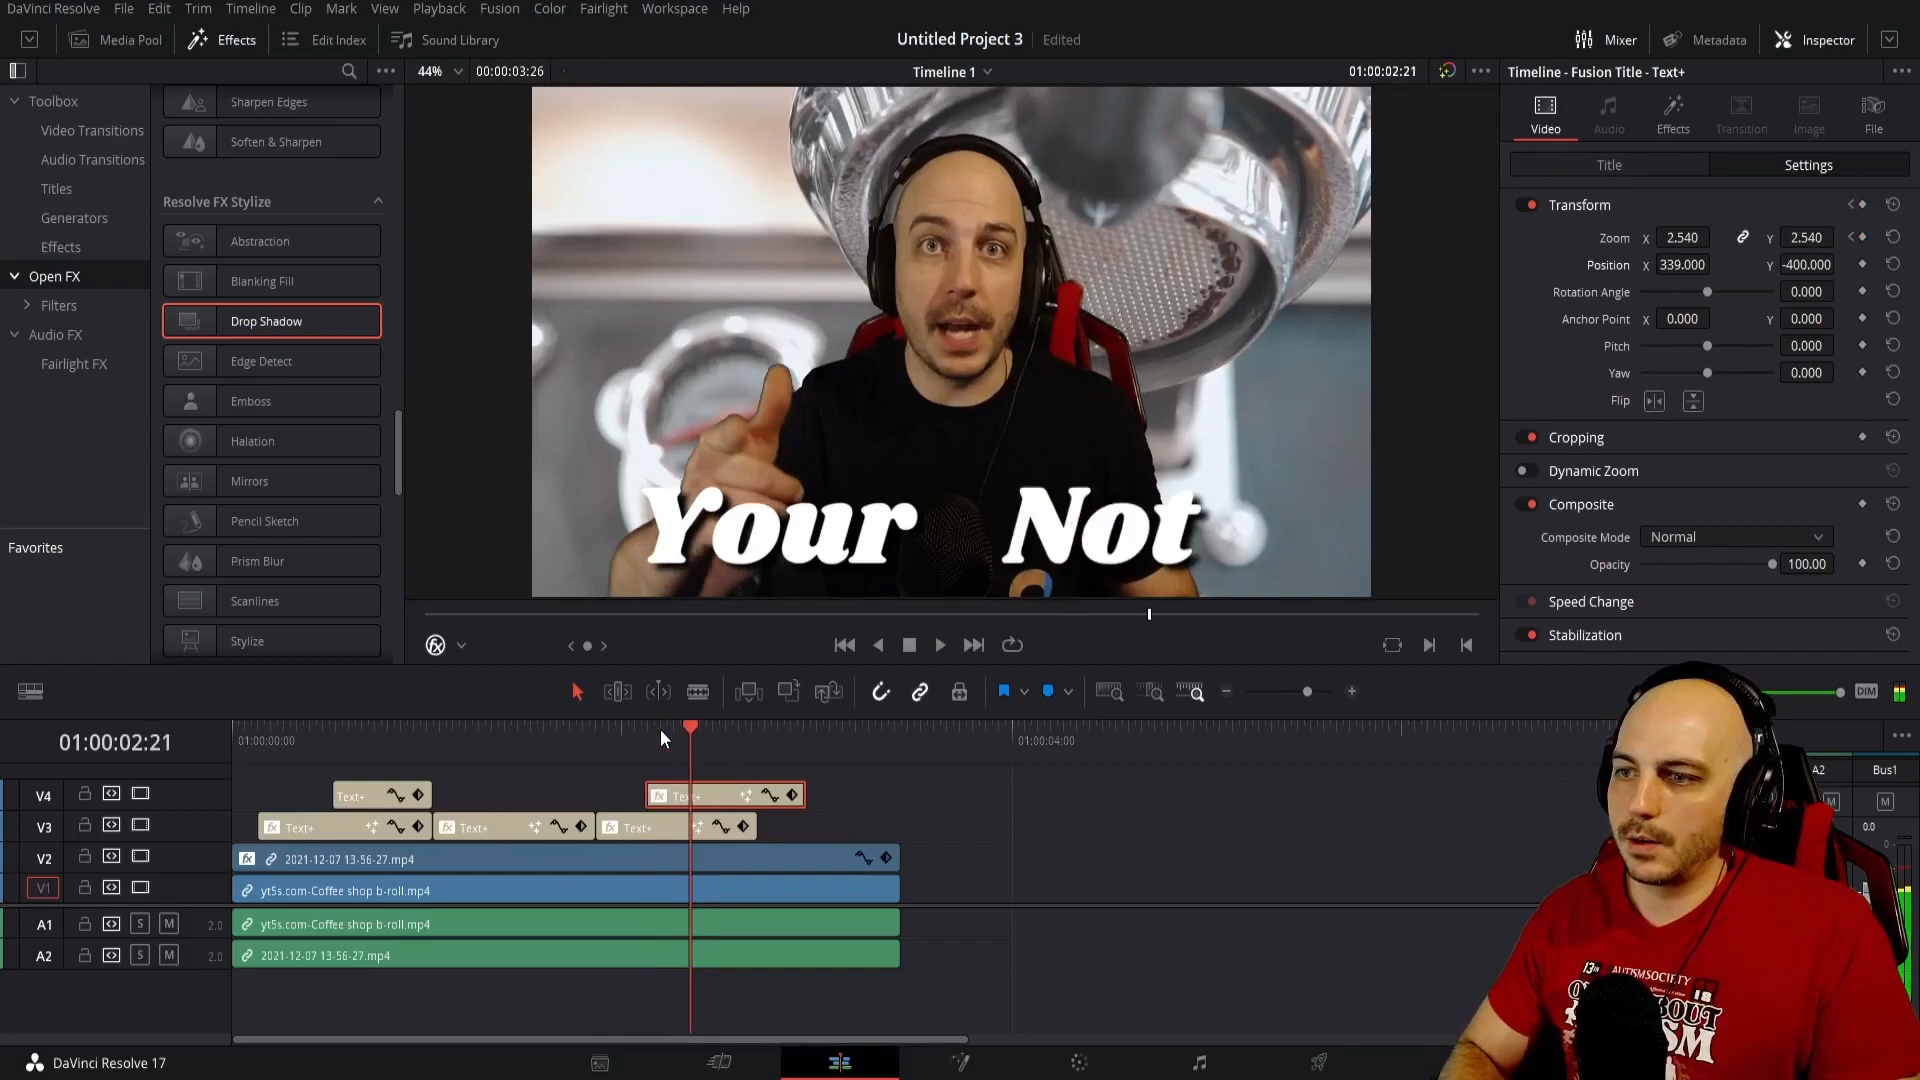 DaVinci Resolve File Edit Trim Timeline Clip Mark View Playback Fusion Color Fairlight Workspace Help
Media Pool Effects Edit Index Sound Library Untitled Project 3 Edited Mixer Metadata Inspector
44% 00:00:03:26 Timeline 1 01:00:02:21 Timeline - Fusion Title - Text+
Toolbox
Video Transitions
Audio Transitions
Titles
Generators
Effects
Open FX
Filters
Audio FX
Fairlight FX
Favorites
Sharpen Edges
Soften & Sharpen
Resolve FX Stylize
Abstraction
Blanking Fill
Drop Shadow
Edge Detect
Emboss
Halation
Mirrors
Pencil Sketch
Prism Blur
Scanlines
Stylize
Your Not
Video Audio Effects Transition Image File
Title Settings
Transform
Zoom X 2.540 Y 2.540
Position X 339.000 Y -400.000
Rotation Angle 0.000
Anchor Point X 0.000 Y 0.000
Pitch 0.000
Yaw 0.000
Flip
Cropping
Dynamic Zoom
Composite
Composite Mode Normal
Opacity 100.00
Speed Change
Stabilization
DIM
01:00:02:21 01:00:00:00 01:00:04:00
V4 Text+ Text+
V3 Text+ Text+ Text+
V2 2021-12-07 13-56-27.mp4
V1 yt5s.com-Coffee shop b-roll.mp4
A1 S M 2.0 yt5s.com-Coffee shop b-roll.mp4
A2 S M 2.0 2021-12-07 13-56-27.mp4
A2 Bus1
M M
0.0
13th AUTISM SOCIETY
18
DaVinci Resolve 17